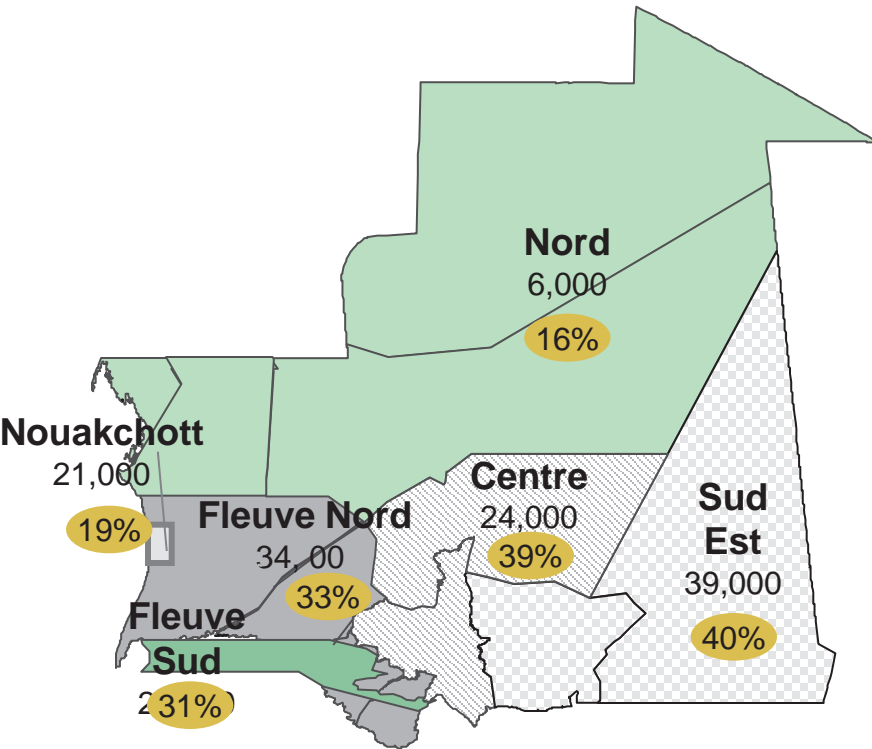 Nord
6,000
16%
Nouakchott
21,000
19%
Fleuve Nord
33%
Centre
24,000
39%
Sud
Est
39,000
40%
Fleuve
Sud
31%